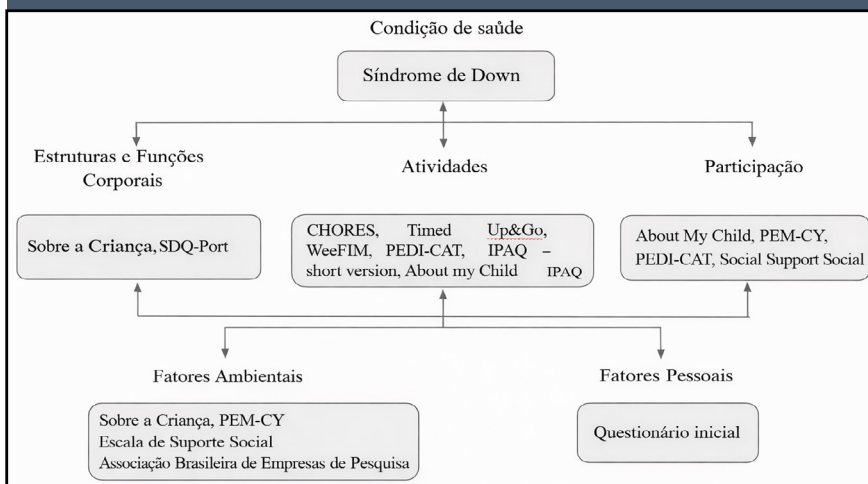 Condição de saúde
Síndrome de Down
Estruturas e Funções
Corporais
Atividades
Participação
Sobre a Criança, SDQ-Port
CHORES, Timed Up&Go,
WeeFIM, PEDI-CAT, IPAQ –
short version, About my Child IPAQ
About My Child, PEM-CY,
PEDI-CAT, Social Support Social
Fatores Ambientais
Fatores Pessoais
Sobre a Criança, PEM-CY
Escala de Suporte Social
Associação Brasileira de Empresas de Pesquisa
Questionário inicial